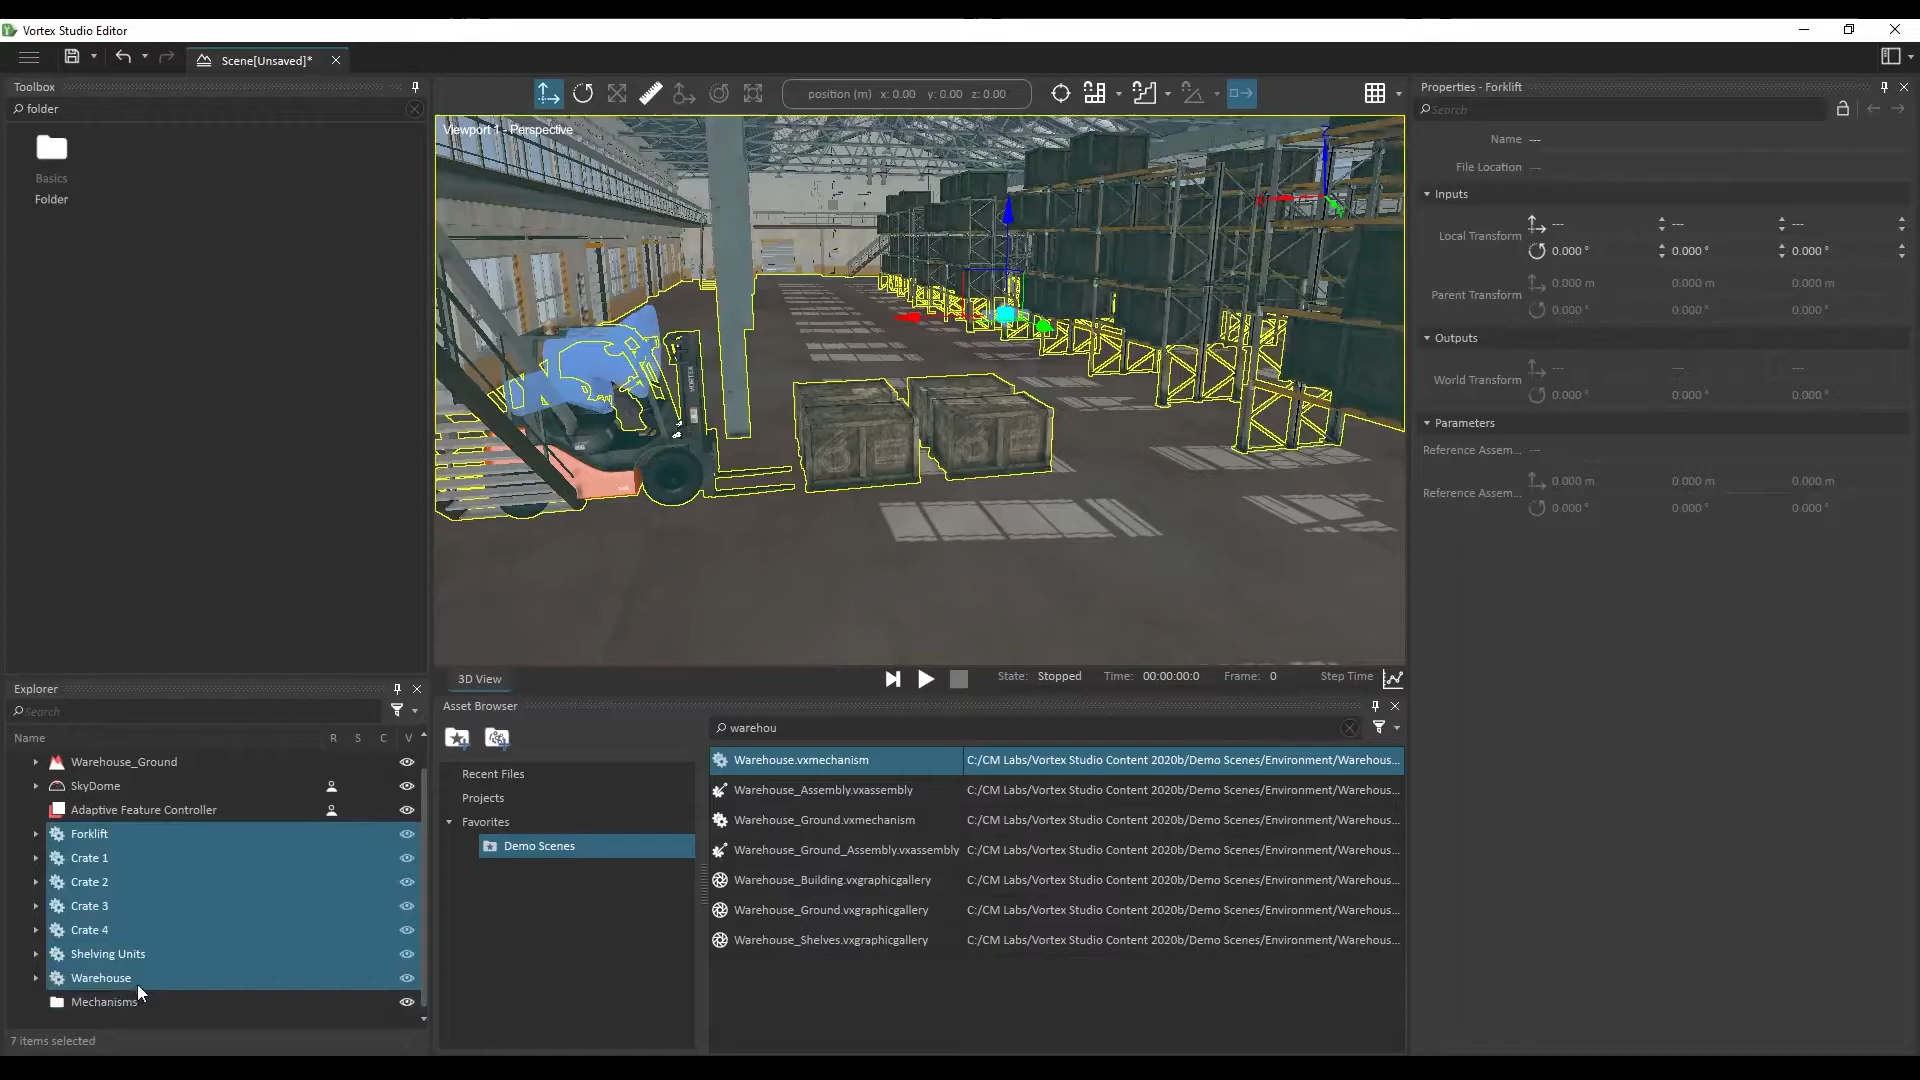 Vortex Studio Editor
Scene[Unsaved]*
Toolbox
folder
Basics
Folder
position (m) x: 0.00 y: 0.00 z: 0.00
Viewport 1 - Perspective
Z
X
Y
VORTEX
3D View
State: Stopped Time: 00:00:00:0 Frame: 0 Step Time
Explorer
Search
Name R S C V
Warehouse_Ground
SkyDome
Adaptive Feature Controller
Forklift
Crate 1
Crate 2
Crate 3
Crate 4
Shelving Units
Warehouse
Mechanisms
7 items selected
Asset Browser
warehou
Recent Files
Projects
Favorites
Demo Scenes
Warehouse.vxmechanism C:/CM Labs/Vortex Studio Content 2020b/Demo Scenes/Environment/Warehous...
Warehouse_Assembly.vxassembly C:/CM Labs/Vortex Studio Content 2020b/Demo Scenes/Environment/Warehous...
Warehouse_Ground.vxmechanism C:/CM Labs/Vortex Studio Content 2020b/Demo Scenes/Environment/Warehous...
Warehouse_Ground_Assembly.vxassembly C:/CM Labs/Vortex Studio Content 2020b/Demo Scenes/Environment/Warehous...
Warehouse_Building.vxgraphicgallery C:/CM Labs/Vortex Studio Content 2020b/Demo Scenes/Environment/Warehous...
Warehouse_Ground.vxgraphicgallery C:/CM Labs/Vortex Studio Content 2020b/Demo Scenes/Environment/Warehous...
Warehouse_Shelves.vxgraphicgallery C:/CM Labs/Vortex Studio Content 2020b/Demo Scenes/Environment/Warehous...
Properties - Forklift
Search
Name ---
File Location ---
Inputs
Local Transform --- --- ---
0.000 ° 0.000 ° 0.000 °
Parent Transform 0.000 m 0.000 m 0.000 m
0.000 ° 0.000 ° 0.000 °
Outputs
World Transform --- --- ---
0.000 ° 0.000 ° 0.000 °
Parameters
Reference Assem... ---
Reference Assem... 0.000 m 0.000 m 0.000 m
0.000 ° 0.000 ° 0.000 °